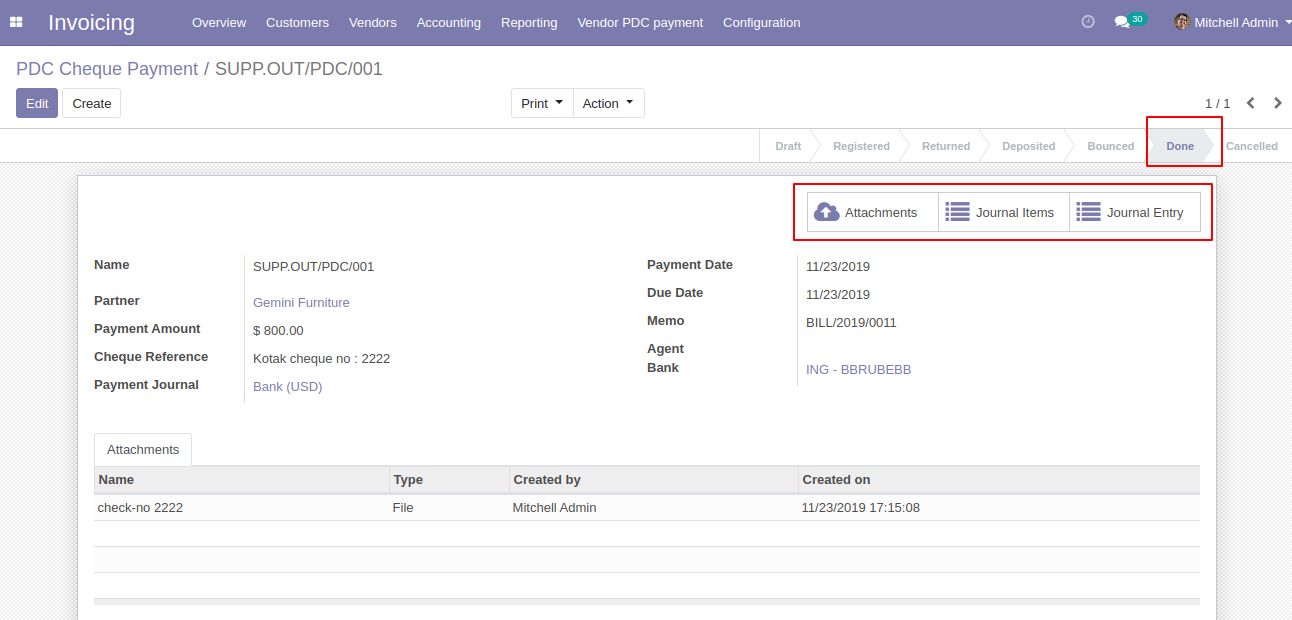 Invoicing Overview Customers Vendors Accounting Reporting Vendor PDC payment Configuration 30 Mitchell Admin
PDC Cheque Payment / SUPP.OUT/PDC/001
Edit Create Print Action 1 / 1
Draft Registered Returned Deposited Bounced Done Cancelled
Attachments Journal Items Journal Entry
Name SUPP.OUT/PDC/001
Partner Gemini Furniture
Payment Amount $ 800.00
Cheque Reference Kotak cheque no : 2222
Payment Journal Bank (USD)
Payment Date 11/23/2019
Due Date 11/23/2019
Memo BILL/2019/0011
Agent
Bank ING - BBRUBEBB
Attachments
Name Type Created by Created on
check-no 2222 File Mitchell Admin 11/23/2019 17:15:08